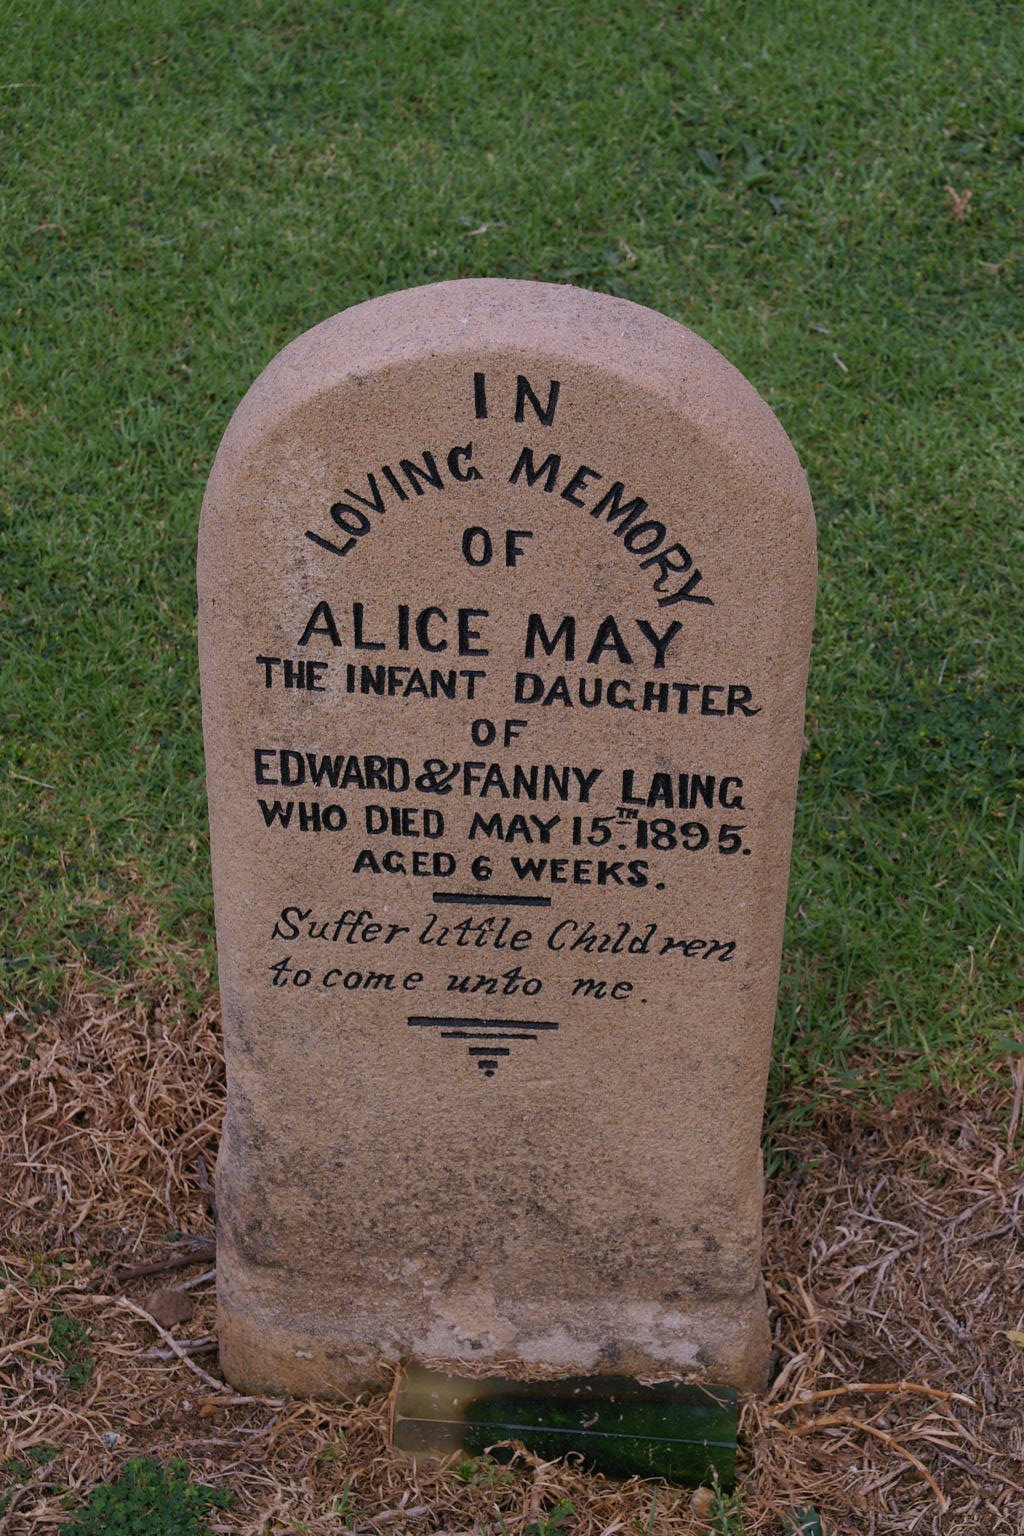 IN
LOVING MEMORY
OF
ALICE MAY
THE INFANT DAUGHTER
OF
EDWARD & FANNY LAING
WHO DIED MAY 15TH. 1895.
AGED 6 WEEKS.
Suffer little Children
to come unto me.